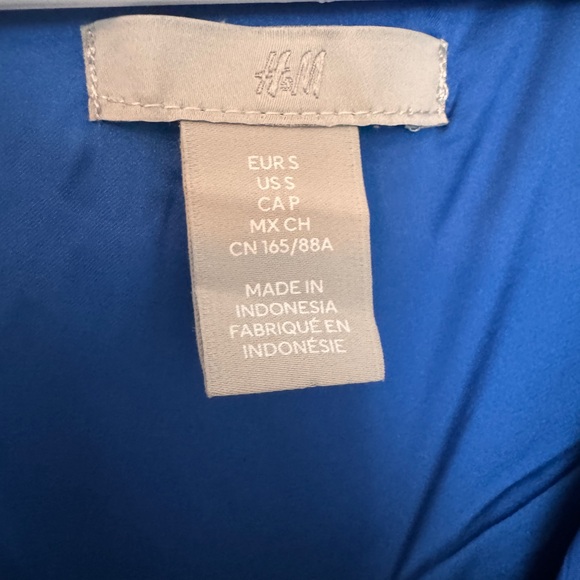 H&M
EUR S
US S
CA P
MX CH
CN 165/88A
MADE IN
INDONESIA
FABRIQUÉ EN
INDONÉSIE